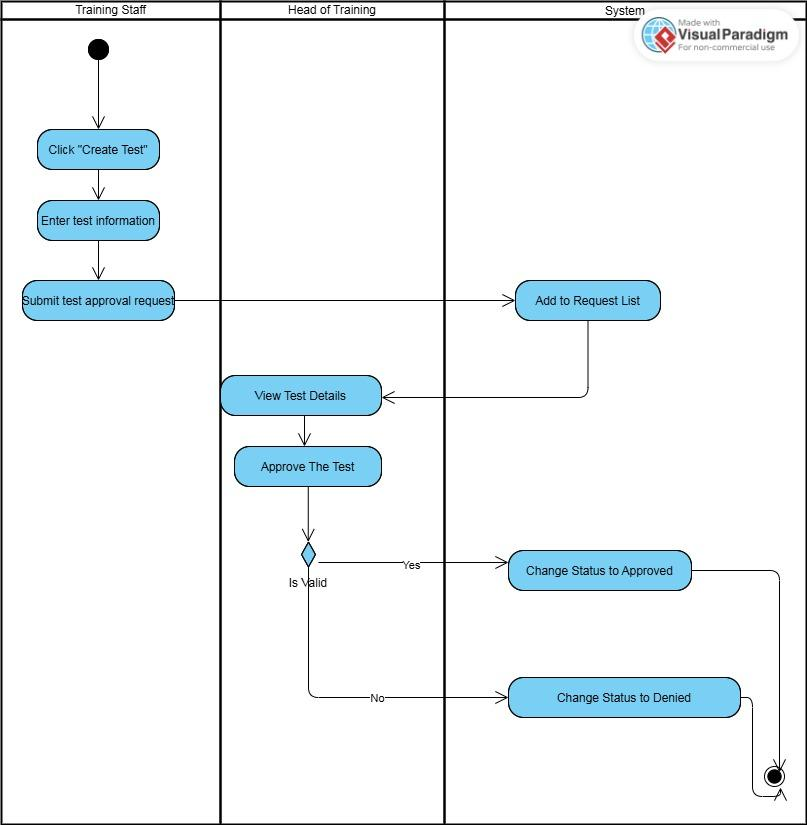 Training Staff
Head of Training
System
Made with
VisualParadigm
For non-commercial use
Click "Create Test"
Enter test information
Submit test approval request
Add to Request List
View Test Details
Approve The Test
Is Valid
Yes
Change Status to Approved
No
Change Status to Denied